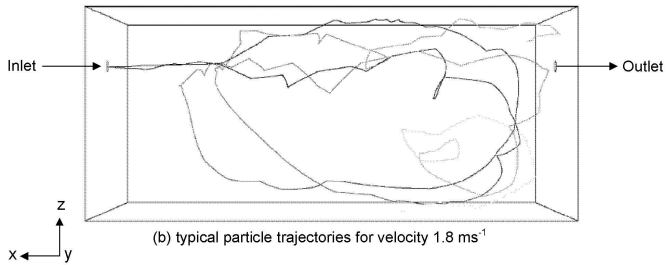 Inlet
Outlet
z
x
y
(b) typical particle trajectories for velocity 1.8 ms⁻¹